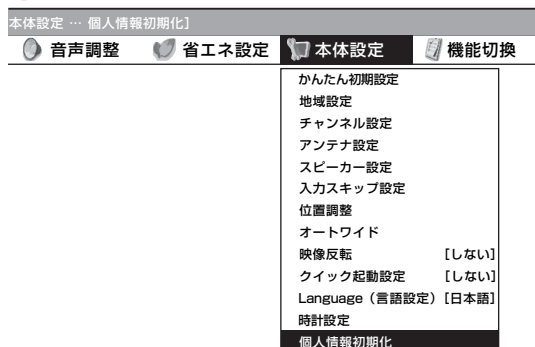 本体設定 … 個人情報初期化]
音声調整 省エネ設定 本体設定 機能切換
かんたん初期設定
地域設定
チャンネル設定
アンテナ設定
スピーカー設定
入力スキップ設定
位置調整
オートワイド
映像反転 [しない]
クイック起動設定 [しない]
Language（言語設定）[日本語]
時計設定
個人情報初期化